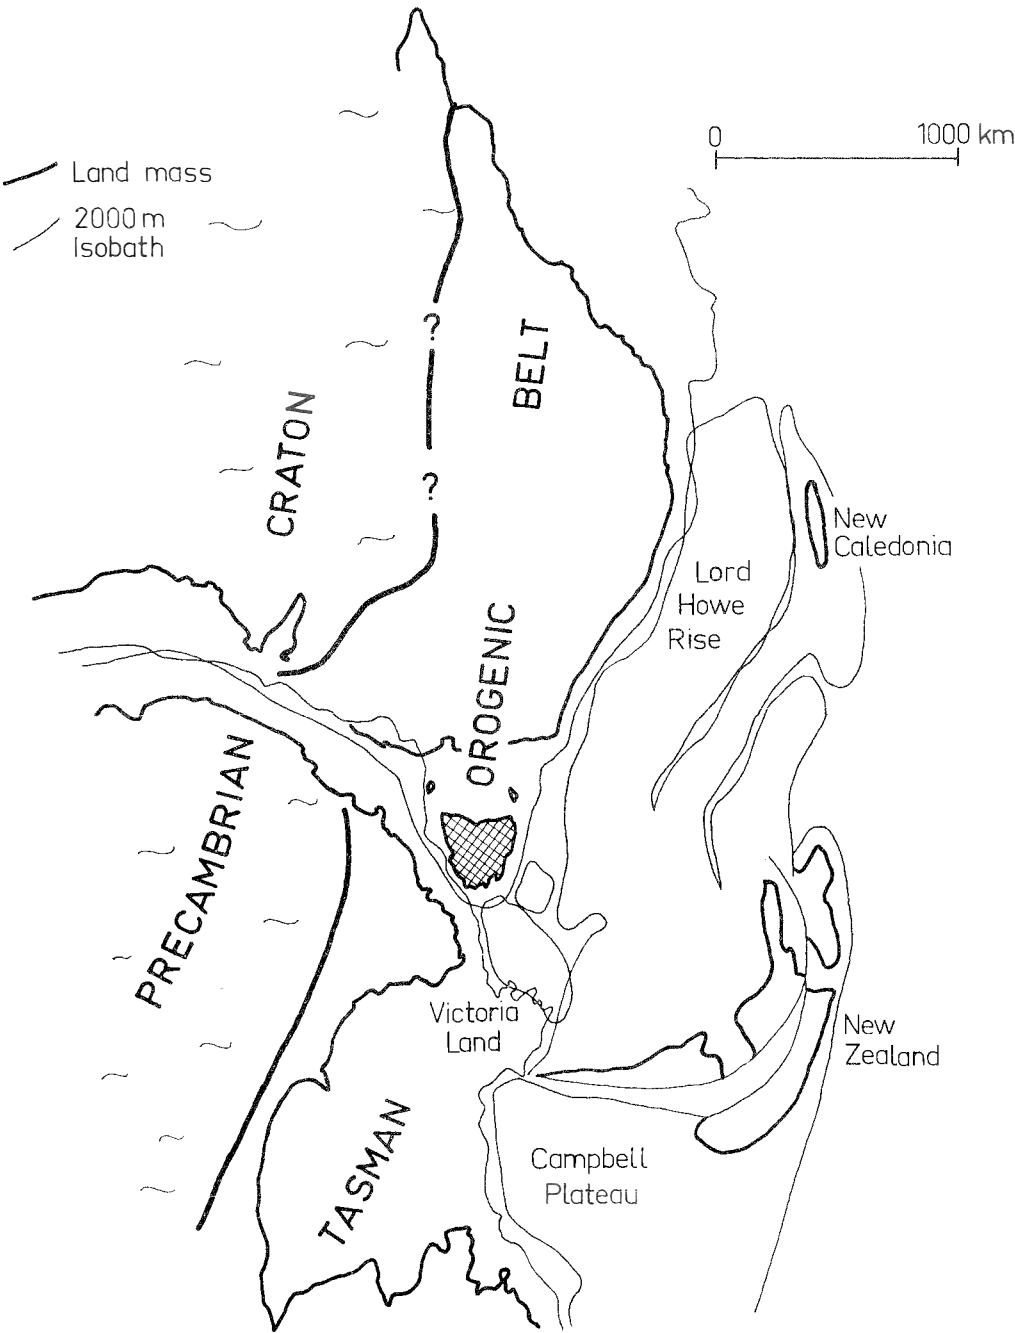 0 1000 km
Land mass
2000 m
Isobath
?
BELT
CRATON
?
New
Caledonia
Lord
Howe
Rise
OROGENIC
PRECAMBRIAN
Victoria
Land
New
Zealand
TASMAN
Campbell
Plateau